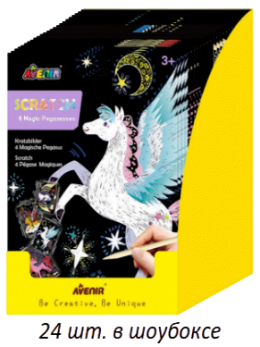 AVENIR
3+
SCRATCH
4 Magic Pegasuses
Kratzbilder
4 Magische Pegasus
Scratch
4 Pégase Magiques
AVENIR
Be Creative, Be Unique
24 шт. в шоубоксе